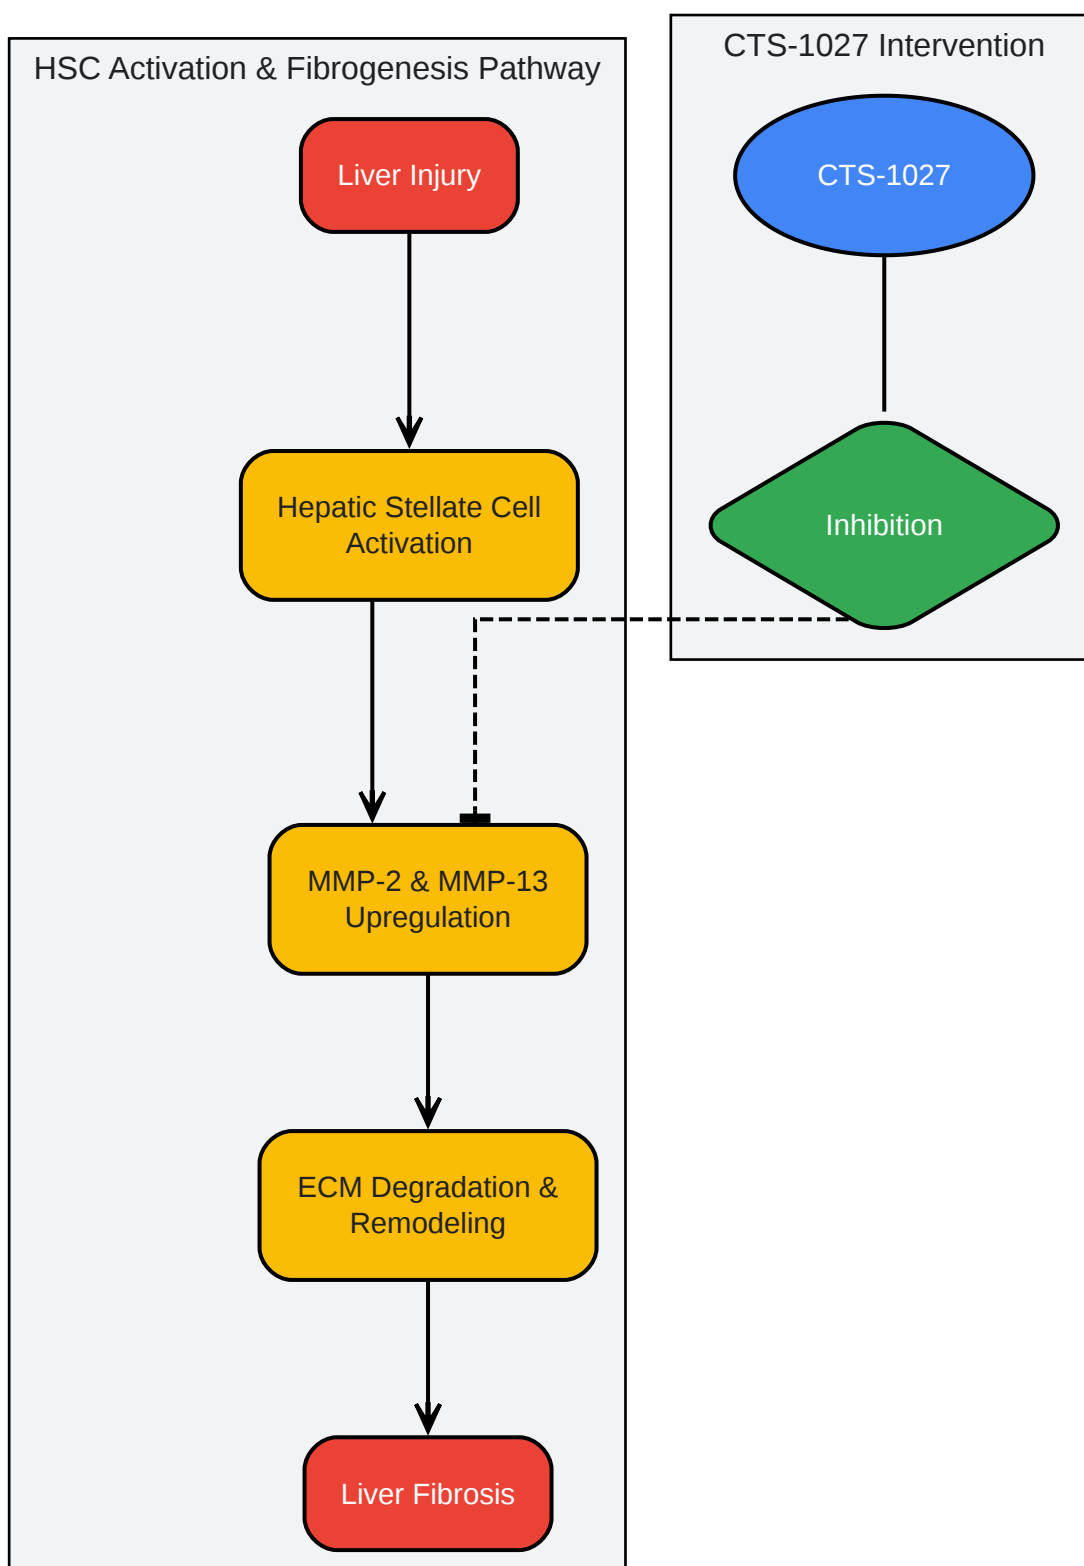 HSC Activation & Fibrogenesis Pathway
Liver Injury
Hepatic Stellate Cell
Activation
MMP-2 & MMP-13
Upregulation
ECM Degradation &
Remodeling
Liver Fibrosis
CTS-1027 Intervention
CTS-1027
Inhibition